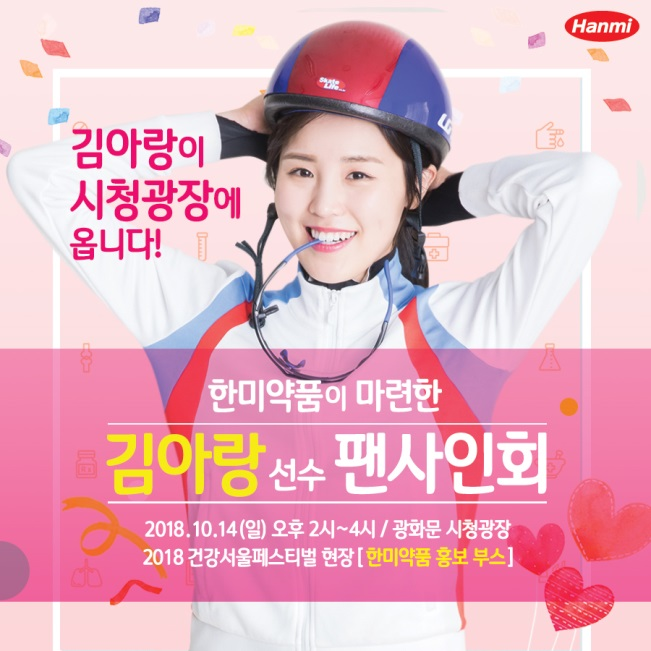 Hanmi
Skate
Life
김아랑이
시청광장에
옵니다!
한미약품이 마련한
김아랑 선수 팬사인회
2018.10.14(일) 오후 2시~4시 / 광화문 시청광장
2018 건강서울페스티벌 현장 [한미약품 홍보 부스]